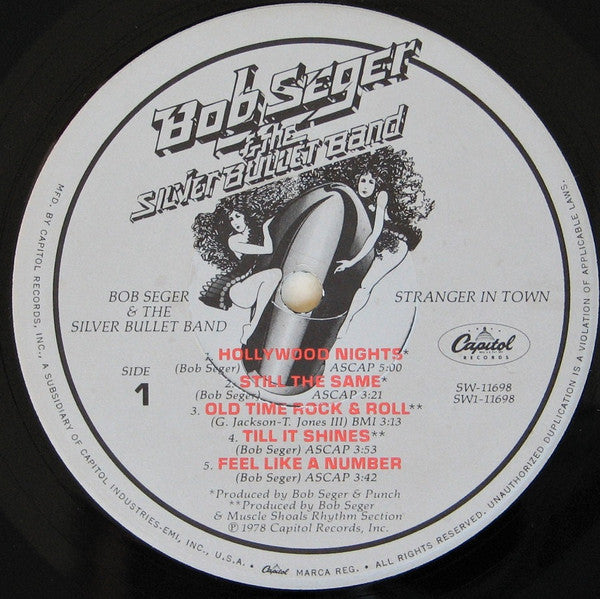 Bob Seger
& the
Silver Bullet Band
BOB SEGER
& THE
SILVER BULLET BAND
STRANGER IN TOWN
SIDE
1
Capitol
RECORDS
SW-11698
SW1-11698
1. HOLLYWOOD NIGHTS*
(Bob Seger) ASCAP 5:00
2. STILL THE SAME*
(Bob Seger) ASCAP 3:21
3. OLD TIME ROCK & ROLL**
(G. Jackson-T. Jones III) BMI 3:13
4. TILL IT SHINES**
(Bob Seger) ASCAP 3:53
5. FEEL LIKE A NUMBER
(Bob Seger) ASCAP 3:42
*Produced by Bob Seger & Punch
**Produced by Bob Seger
& Muscle Shoals Rhythm Section
℗ 1978 Capitol Records, Inc.
MFD. BY CAPITOL RECORDS, INC., A SUBSIDIARY OF CAPITOL INDUSTRIES-EMI, INC., U.S.A. • Capitol MARCA REG. • ALL RIGHTS RESERVED. UNAUTHORIZED DUPLICATION IS A VIOLATION OF APPLICABLE LAWS.